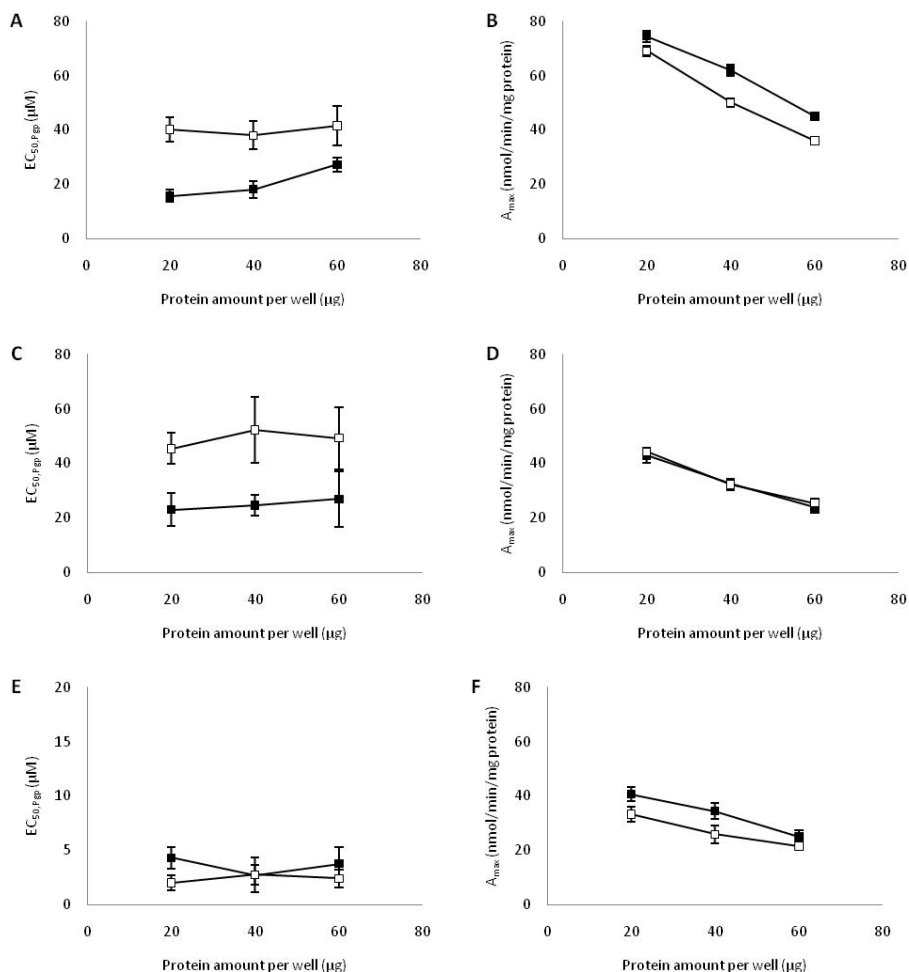 A
80
60
40
20
0
EC50,Pgp (µM)
0 20 40 60 80
Protein amount per well (µg)
B
80
60
40
20
0
Amax (nmol/min/mg protein)
0 20 40 60 80
Protein amount per well (µg)
C
80
60
40
20
0
EC50,Pgp (µM)
0 20 40 60 80
Protein amount per well (µg)
D
80
60
40
20
0
Amax (nmol/min/mg protein)
0 20 40 60 80
Protein amount per well (µg)
E
20
15
10
5
0
EC50,Pgp (µM)
0 20 40 60 80
Protein amount per well (µg)
F
80
60
40
20
0
Amax (nmol/min/mg protein)
0 20 40 60 80
Protein amount per well (µg)